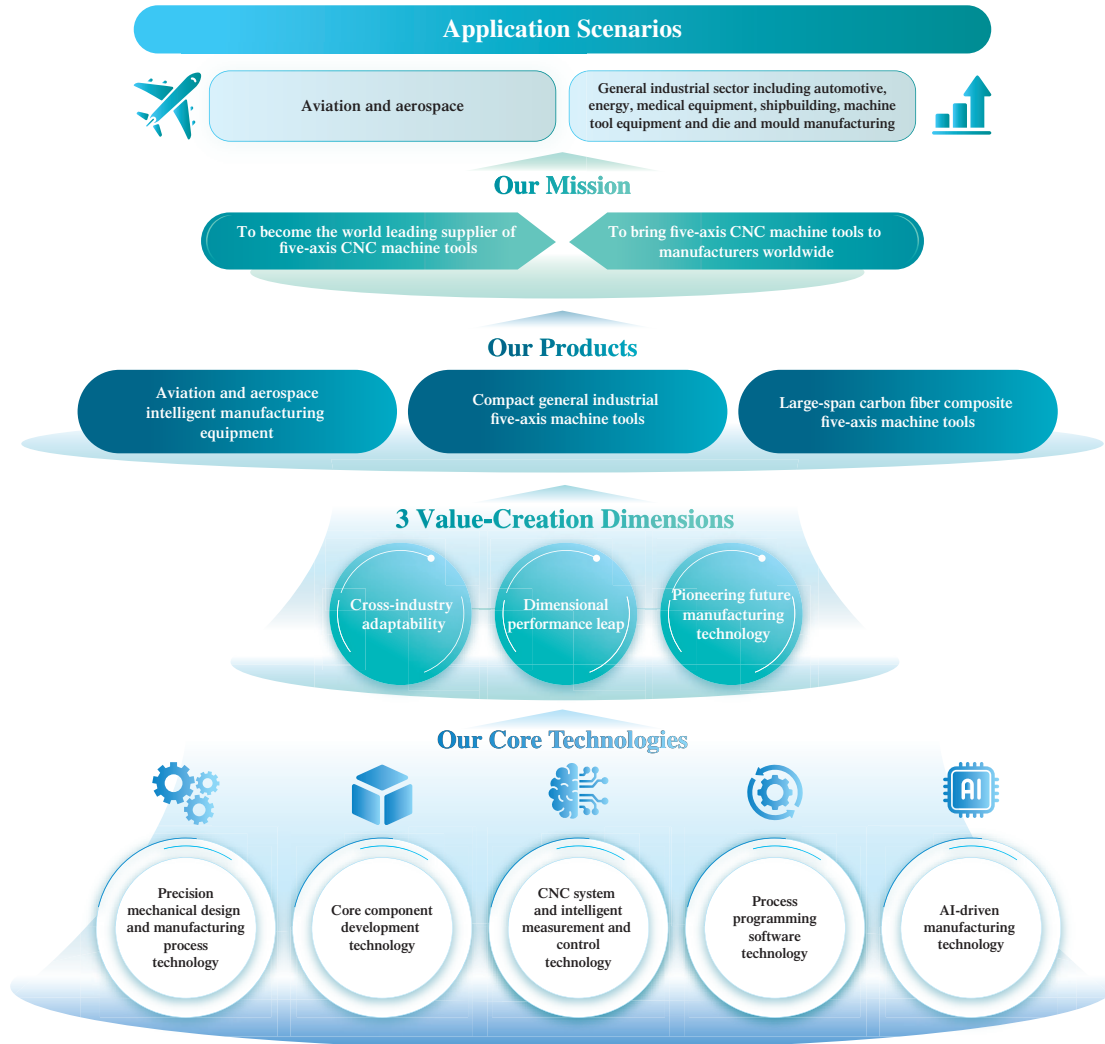 Application Scenarios
Aviation and aerospace
General industrial sector including automotive,
energy, medical equipment, shipbuilding, machine
tool equipment and die and mould manufacturing
Our Mission
To become the world leading supplier of
five-axis CNC machine tools
To bring five-axis CNC machine tools to
manufacturers worldwide
Our Products
Aviation and aerospace
intelligent manufacturing
equipment
Compact general industrial
five-axis machine tools
Large-span carbon fiber composite
five-axis machine tools
3 Value-Creation Dimensions
Cross-industry
adaptability
Dimensional
performance leap
Pioneering future
manufacturing
technology
Our Core Technologies
AI
Precision
mechanical design
and manufacturing
process
technology
Core component
development
technology
CNC system
and intelligent
measurement and
control
technology
Process
programming
software
technology
AI-driven
manufacturing
technology